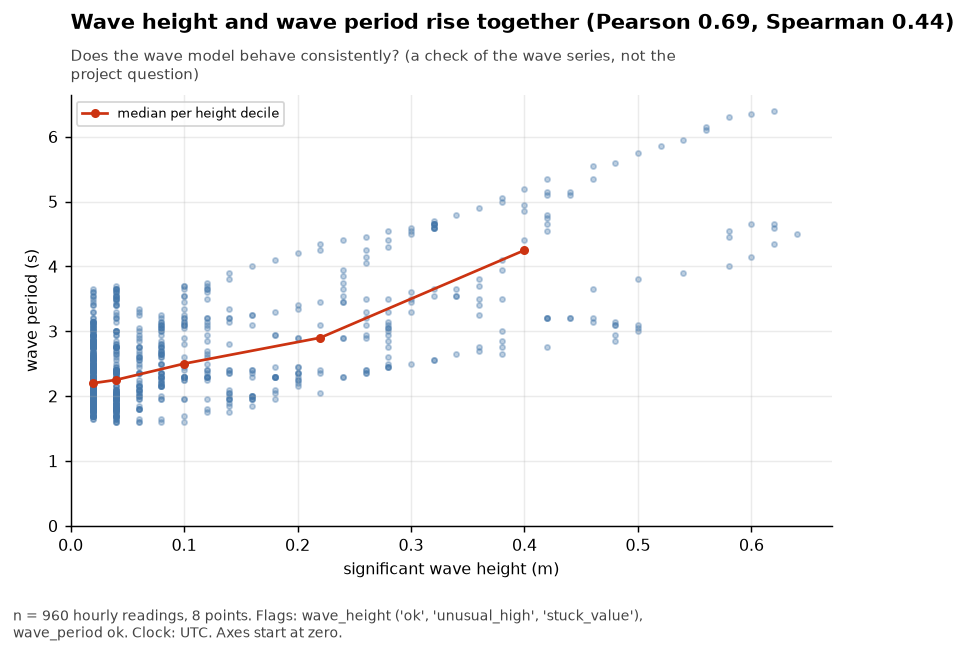 Wave height and wave period rise together (Pearson 0.69, Spearman 0.44)
Does the wave model behave consistently? (a check of the wave series, not the
project question)
median per height decile
wave period (s)
6
5
4
3
2
1
0
0.0 0.1 0.2 0.3 0.4 0.5 0.6
significant wave height (m)
n = 960 hourly readings, 8 points. Flags: wave_height ('ok', 'unusual_high', 'stuck_value'),
wave_period ok. Clock: UTC. Axes start at zero.